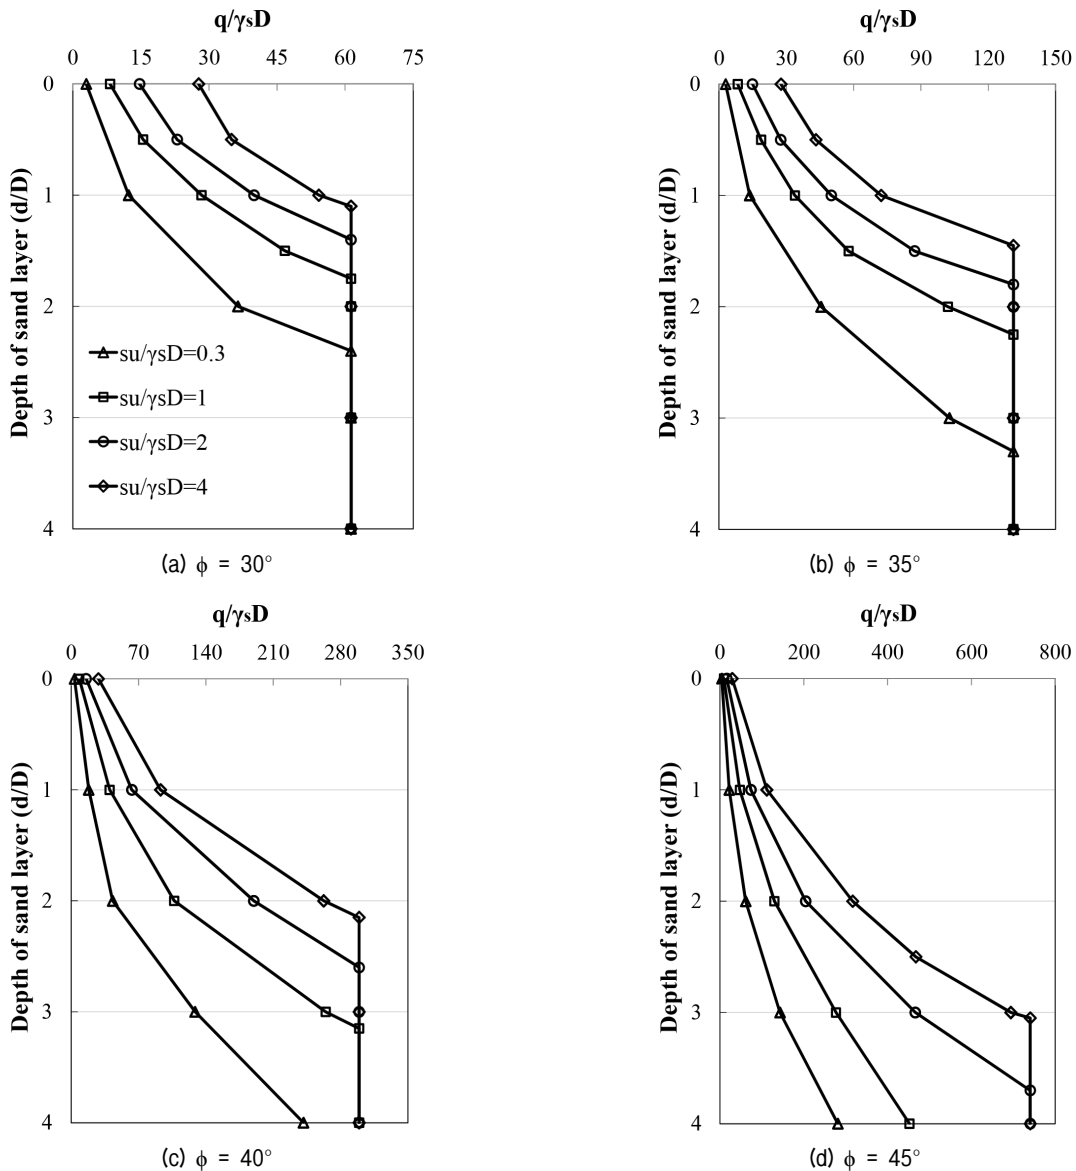 q/γsD
0 15 30 45 60 75
0
1
2
3
4
Depth of sand layer (d/D)
su/γsD=0.3
su/γsD=1
su/γsD=2
su/γsD=4
(a) ϕ = 30°
q/γsD
0 30 60 90 120 150
0
1
2
3
4
Depth of sand layer (d/D)
(b) ϕ = 35°
q/γsD
0 70 140 210 280 350
0
1
2
3
4
Depth of sand layer (d/D)
(c) ϕ = 40°
q/γsD
0 200 400 600 800
0
1
2
3
4
Depth of sand layer (d/D)
(d) ϕ = 45°